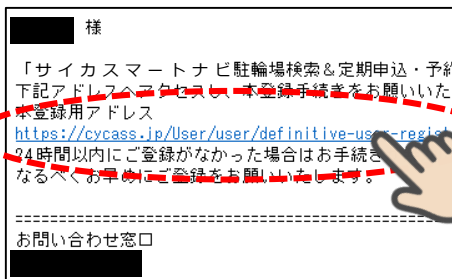 様
「サイカスマートナビ駐輪場検索＆定期申込・予約
下記アドレスへアクセスし、本登録手続きをお願いいた
本登録用アドレス
https://cycass.jp/User/user/definitive-user-regist
24時間以内にご登録がなかった場合はお手続き
なるべくお早めにご登録をお願いいたします。
==================================================
お問い合わせ窓口